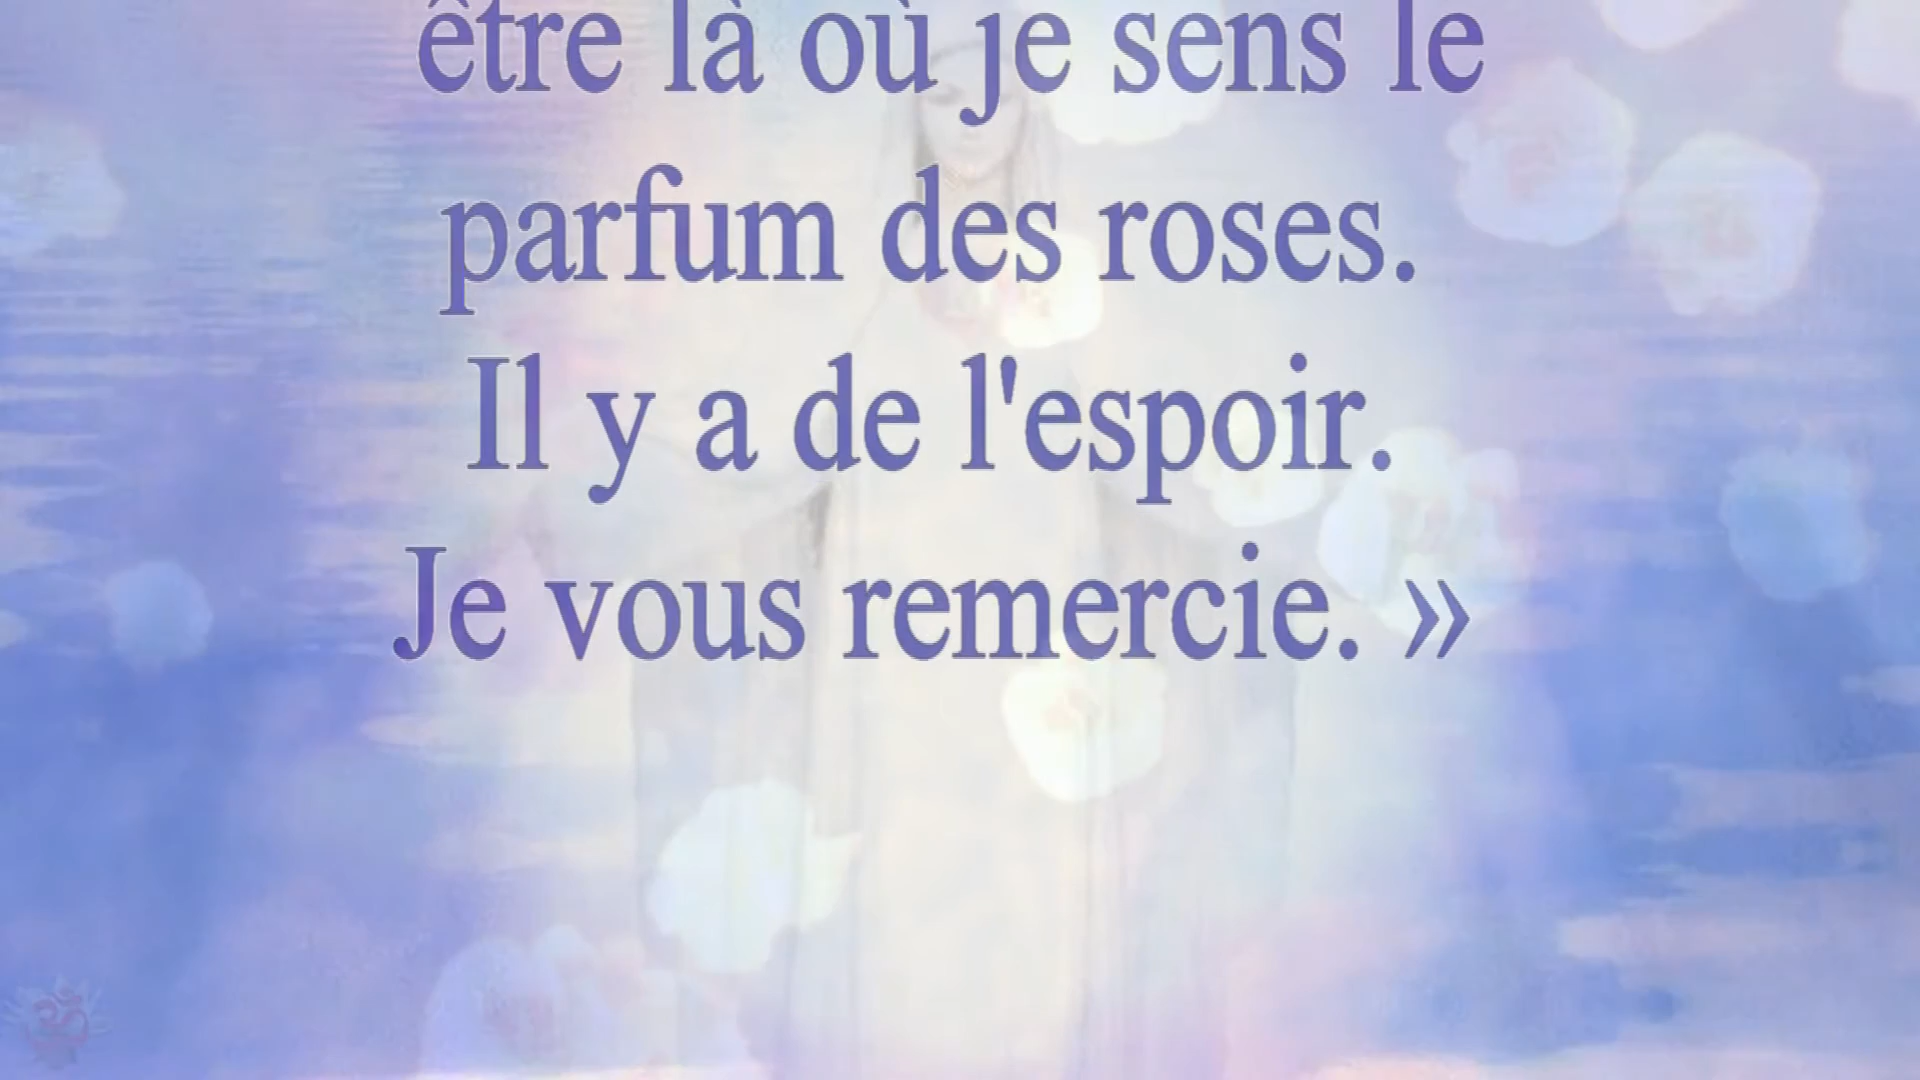 être là où je sens le
parfum des roses.
Il y a de l'espoir.
Je vous remercie. »
ॐ